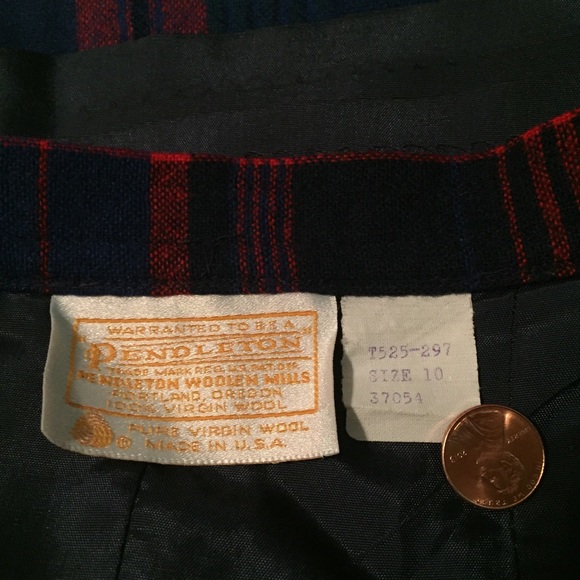 WARRANTED TO BE A
"PENDLETON"
TRADE MARK REG. U.S. PAT. OFF.
PENDLETON WOOLEN MILLS
PORTLAND, OREGON
100% VIRGIN WOOL
PURE VIRGIN WOOL
MADE IN U.S.A.
T525-297
SIZE 10
37054